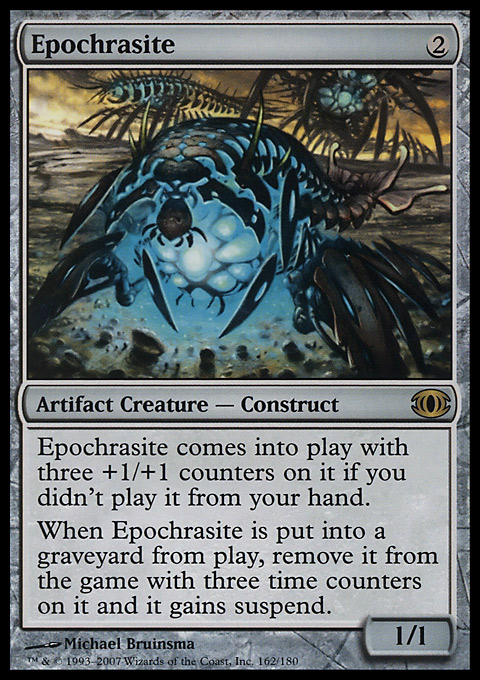 Epochrasite 2
Artifact Creature — Construct
Epochrasite comes into play with
three +1/+1 counters on it if you
didn't play it from your hand.
When Epochrasite is put into a
graveyard from play, remove it from
the game with three time counters
on it and it gains suspend.
Michael Bruinsma
1/1
™ & © 1993–2007 Wizards of the Coast, Inc. 162/180